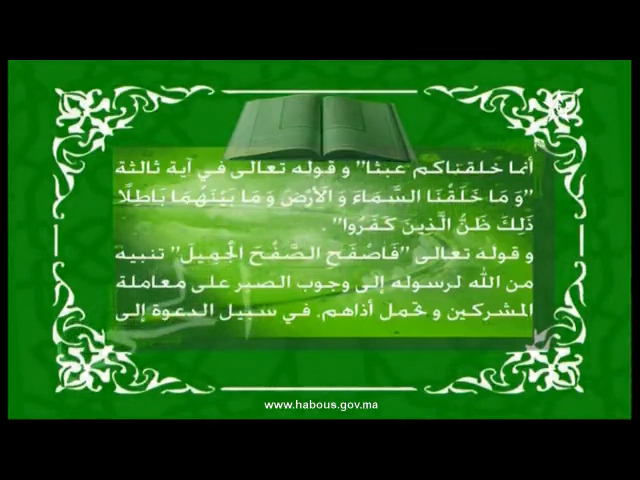 أنما خلقناكم عبثا" و قوله تعالى في آية ثالثة
"وَ مَا خَلَقْنَا السَّمَاءَ وَ الأَرْضَ وَ مَا بَيْنَهُمَا بَاطِلًا
ذَلِكَ ظَنُّ الَّذِينَ كَفَرُوا" .
و قوله تعالى "فَاصْفَحِ الصَّفْحَ الْجَمِيلَ" تنبيه
من الله لرسوله إلى وجوب الصبر على معاملة
المشركين و تحمل أذاهم. في سبيل الدعوة إلى
www.habous.gov.ma